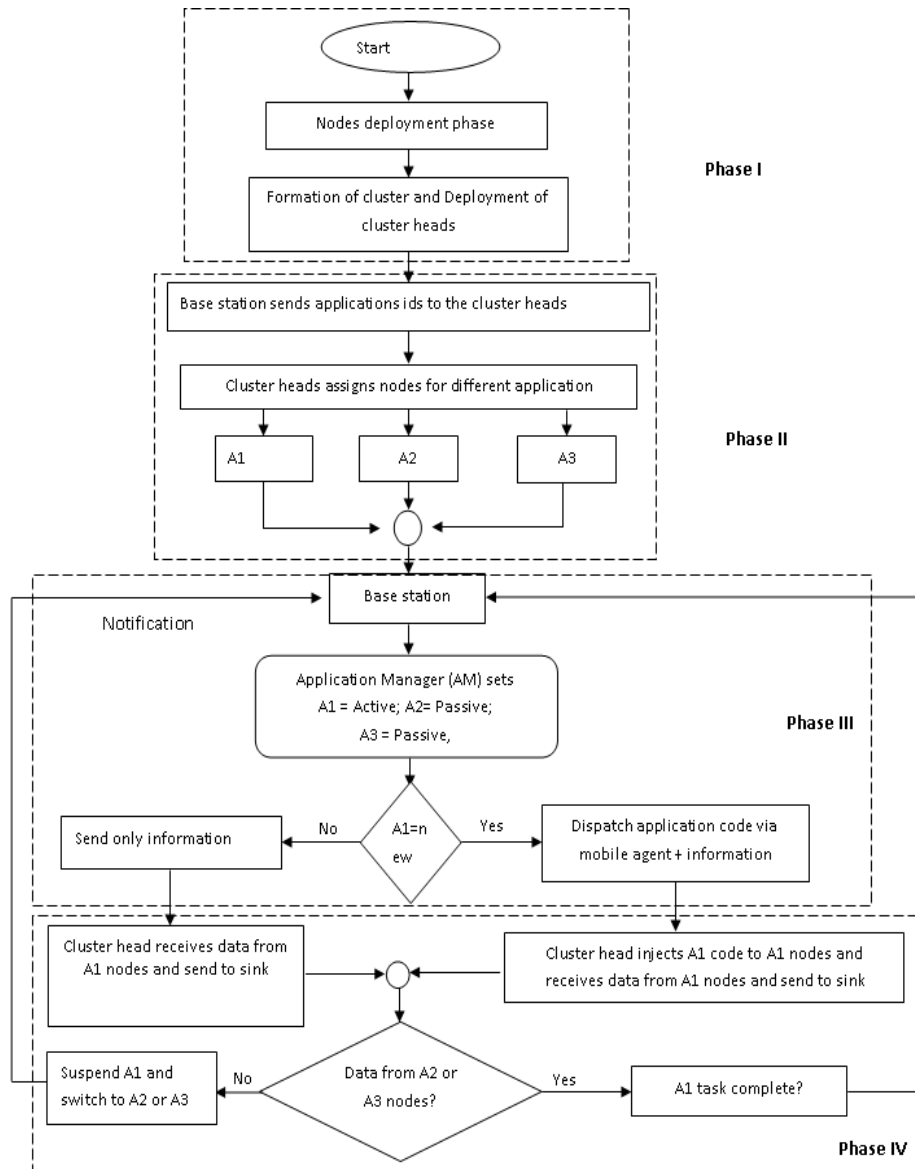 Start
Nodes deployment phase
Phase I
Formation of cluster and Deployment of
cluster heads
Base station sends applications ids to the cluster heads
Cluster heads assigns nodes for different application
Phase II
A1
A2
A3
Base station
Notification
Application Manager (AM) sets
A1 = Active; A2= Passive;
A3 = Passive,
Phase III
Send only information
No
A1=n
ew
Yes
Dispatch application code via
mobile agent + information
Cluster head receives data from
A1 nodes and send to sink
Cluster head injects A1 code to A1 nodes and
receives data from A1 nodes and send to sink
Suspend A1 and
switch to A2 or A3
No
Data from A2 or
A3 nodes?
Yes
A1 task complete?
Phase IV